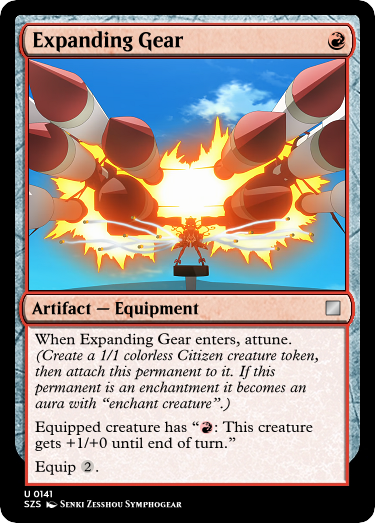 Expanding Gear
Artifact — Equipment
When Expanding Gear enters, attune.
(Create a 1/1 colorless Citizen creature token,
then attach this permanent to it. If this
permanent is an enchantment it becomes an
aura with “enchant creature”.)
Equipped creature has “: This creature
gets +1/+0 until end of turn.”
Equip 2.
U 0141
SZS Senki Zesshou Symphogear